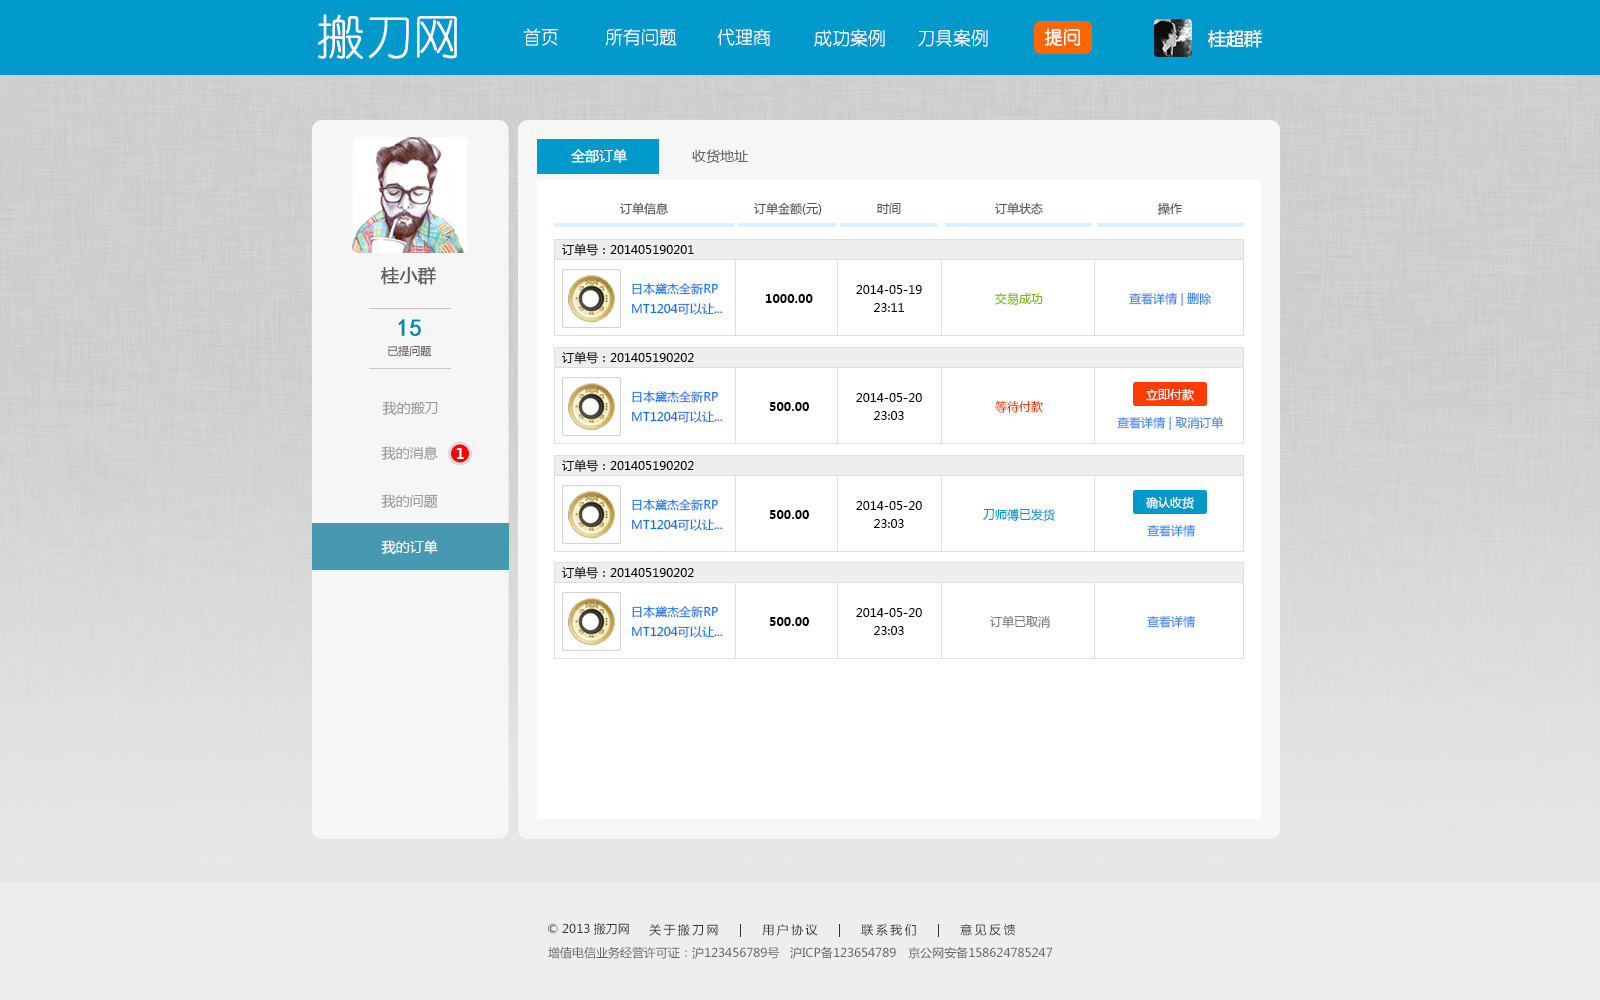 搬刀网 首页 所有问题 代理商 成功案例 刀具案例 提问 桂超群
桂小群
15
已提问题
我的搬刀
我的消息 1
我的问题
我的订单
全部订单 收货地址
订单信息 订单金额(元) 时间 订单状态 操作
订单号：201405190201
日本黛杰全新RP
MT1204可以让...
1000.00
2014-05-19
23:11
交易成功
查看详情 | 删除
订单号：201405190202
日本黛杰全新RP
MT1204可以让...
500.00
2014-05-20
23:03
等待付款
立即付款
查看详情 | 取消订单
订单号：201405190202
日本黛杰全新RP
MT1204可以让...
500.00
2014-05-20
23:03
刀师傅已发货
确认收货
查看详情
订单号：201405190202
日本黛杰全新RP
MT1204可以让...
500.00
2014-05-20
23:03
订单已取消
查看详情
© 2013 搬刀网 关于搬刀网 | 用户协议 | 联系我们 | 意见反馈
增值电信业务经营许可证：沪123456789号 沪ICP备123654789 京公网安备158624785247